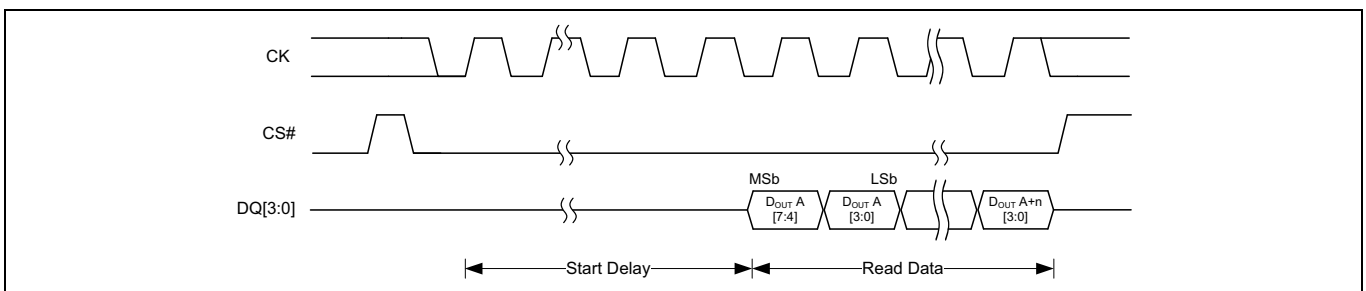 CK
CS#
MSb LSb
DQ[3:0]
DOUT A DOUT A DOUT A+n
[7:4] [3:0] [3:0]
Start Delay Read Data